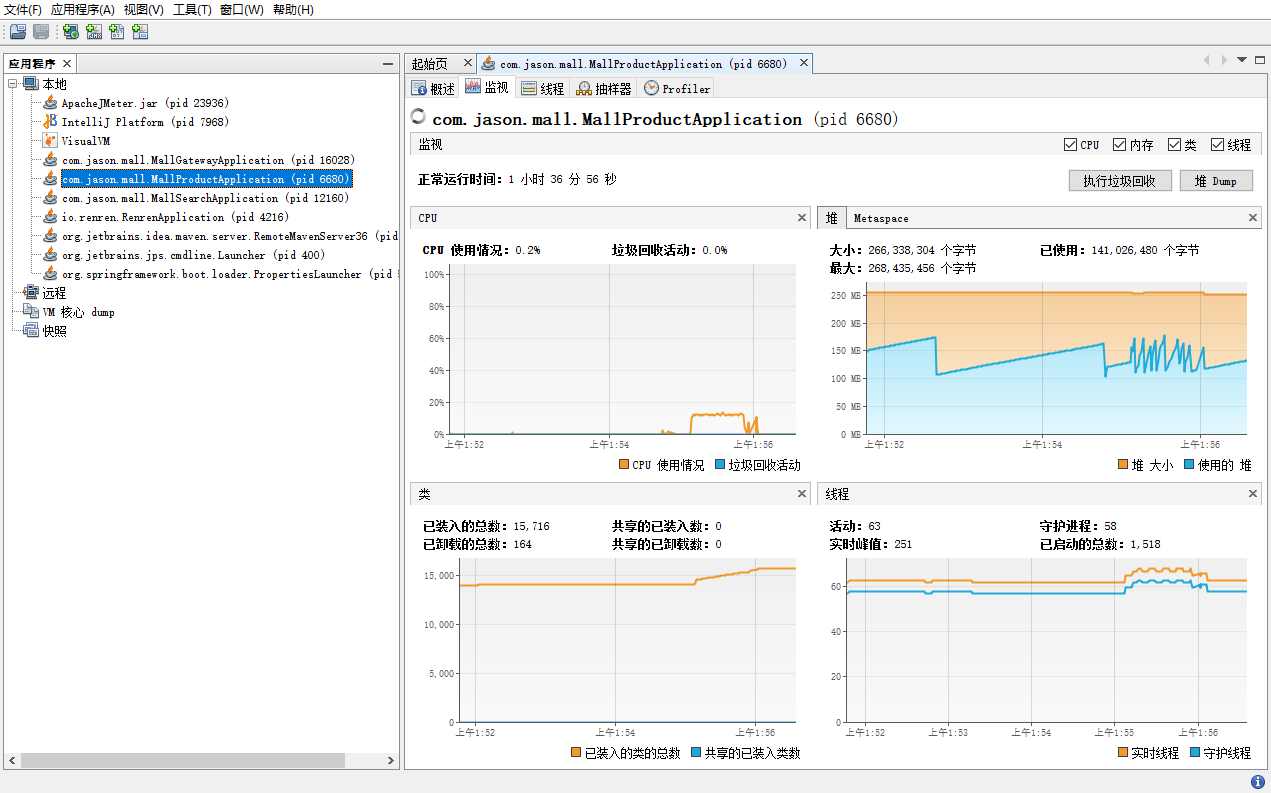 文件(F) 应用程序(A) 视图(V) 工具(T) 窗口(W) 帮助(H)
应用程序
本地
ApacheJMeter.jar (pid 23936)
IntelliJ Platform (pid 7968)
VisualVM
com.jason.mall.MallGatewayApplication (pid 16028)
com.jason.mall.MallProductApplication (pid 6680)
com.jason.mall.MallSearchApplication (pid 12160)
io.renren.RenrenApplication (pid 4216)
org.jetbrains.idea.maven.server.RemoteMavenServer36 (pid
org.jetbrains.jps.cmdline.Launcher (pid 400)
org.springframework.boot.loader.PropertiesLauncher (pid
远程
VM 核心 dump
快照
起始页 com.jason.mall.MallProductApplication (pid 6680)
概述 监视 线程 抽样器 Profiler
com.jason.mall.MallProductApplication (pid 6680)
监视 CPU 内存 类 线程
正常运行时间: 1 小时 36 分 56 秒 执行垃圾回收 堆 Dump
CPU
CPU 使用情况: 0.2% 垃圾回收活动: 0.0%
100%
80%
60%
40%
20%
0%
上午1:52 上午1:54 上午1:56
CPU 使用情况 垃圾回收活动
堆 Metaspace
大小: 266,338,304 个字节 已使用: 141,026,480 个字节
最大: 268,435,456 个字节
250 MB
200 MB
150 MB
100 MB
50 MB
0 MB
上午1:52 上午1:54 上午1:56
堆 大小 使用的 堆
类
已装入的总数: 15,716 共享的已装入数: 0
已卸载的总数: 164 共享的已卸载数: 0
15,000
10,000
5,000
0
上午1:52 上午1:54 上午1:56
已装入的类的总数 共享的已装入类数
线程
活动: 63 守护进程: 58
实时峰值: 251 已启动的总数: 1,518
60
40
20
0
上午1:52 上午1:53 上午1:54 上午1:55 上午1:56
实时线程 守护线程